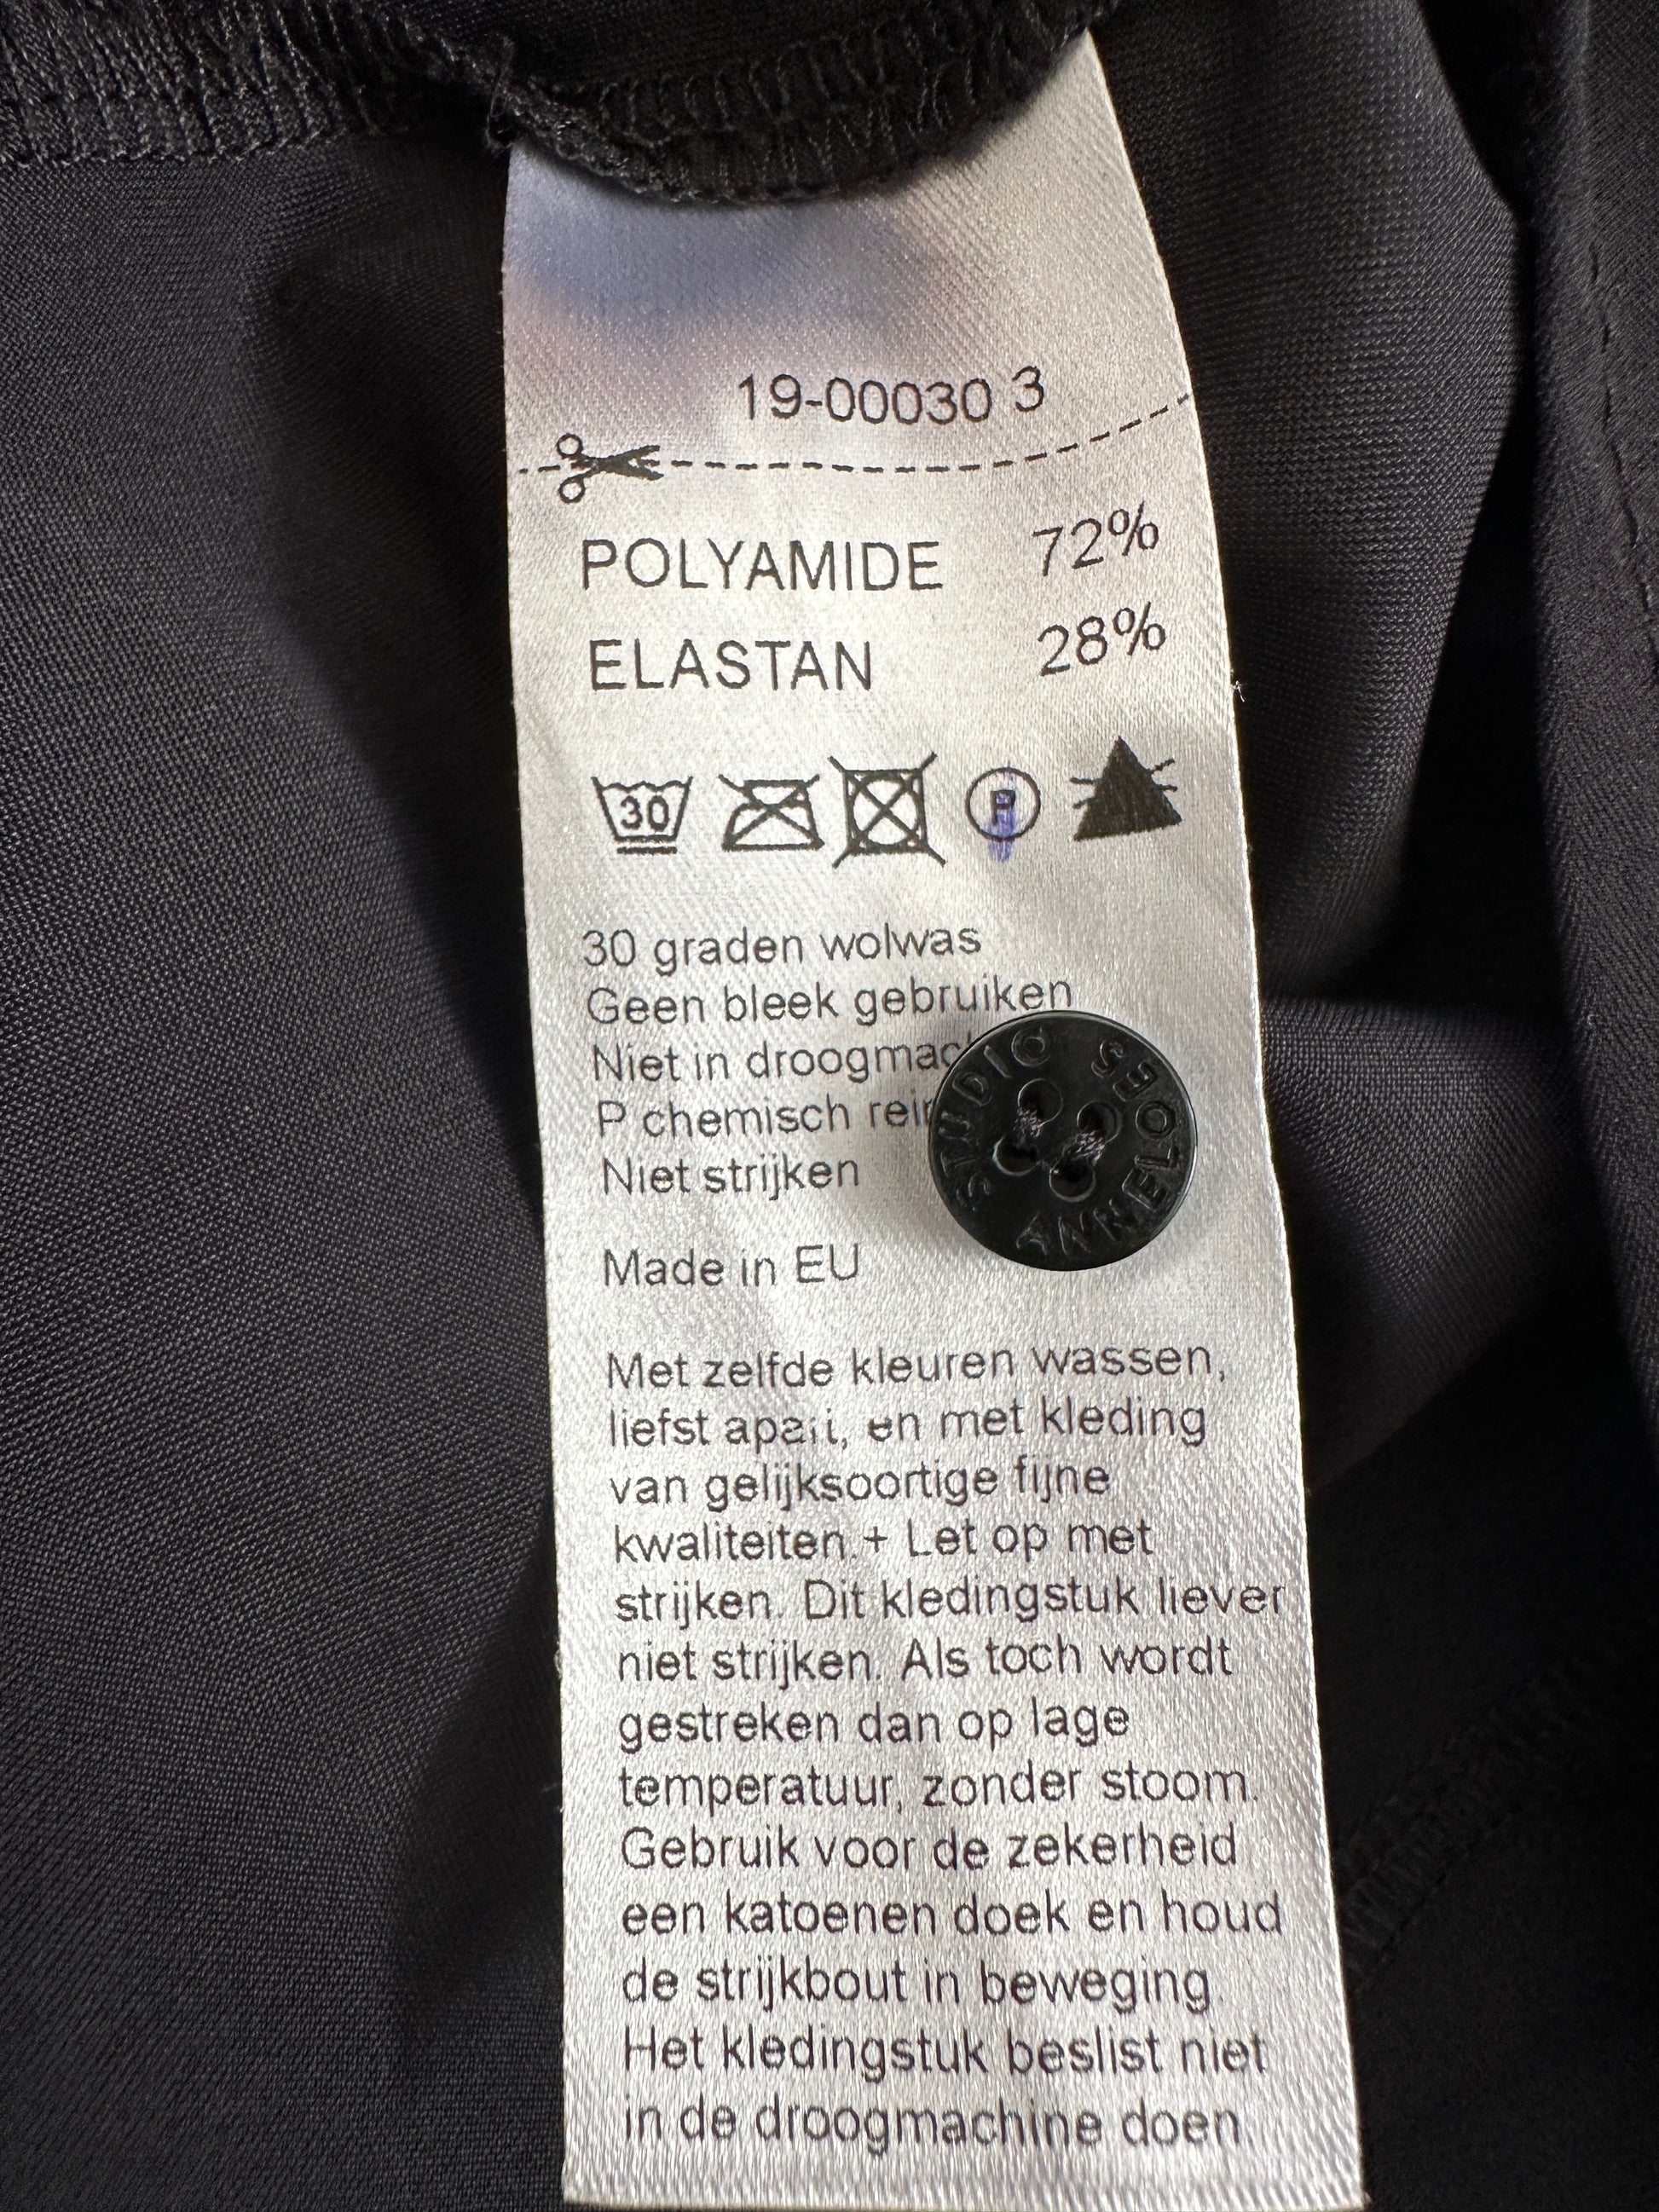 19-00030 3
POLYAMIDE 72%
ELASTAN 28%
30 P
30 graden wolwas
Geen bleek gebruiken
Niet in
P chemisch
Niet strijken
STUDIO ANNELOES
Made in EU
Met zelfde kleuren wassen,
liefst apart, en met kleding
van gelijksoortige fijne
kwaliteiten.+ Let op met
strijken. Dit kledingstuk liever
niet strijken. Als toch wordt
gestreken dan op lage
temperatuur, zonder stoom.
Gebruik voor de zekerheid
een katoenen doek en houd
de strijkbout in beweging.
Het kledingstuk beslist niet
in de droogmachine doen.